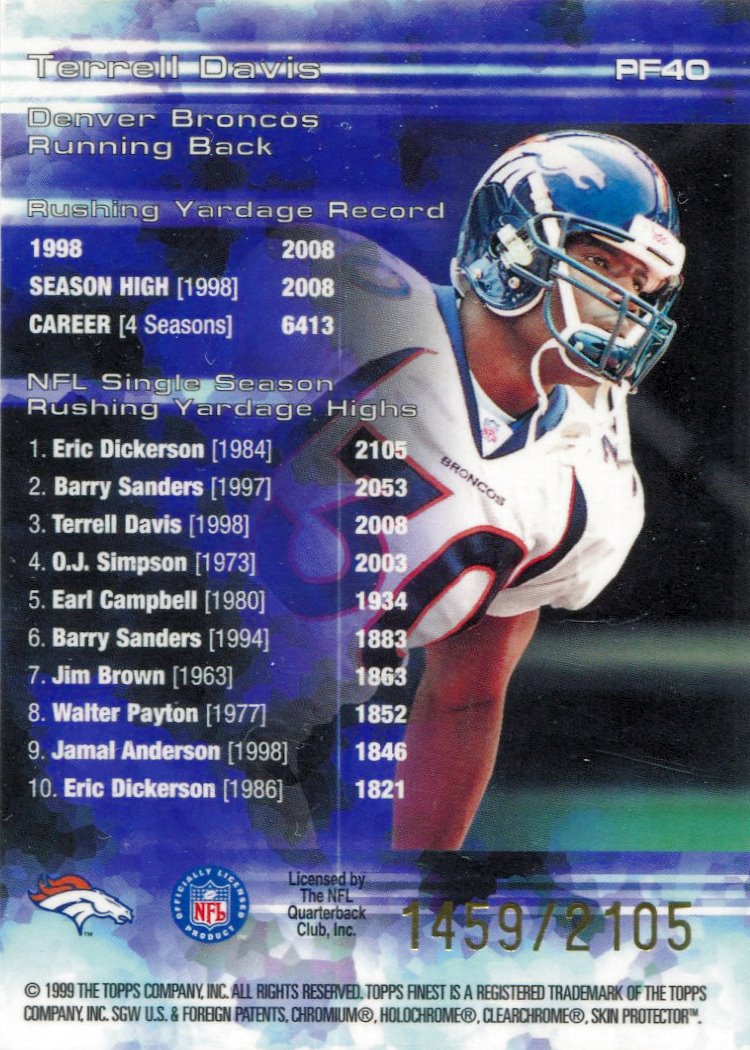 Terrell Davis PF40
Denver Broncos
Running Back
Rushing Yardage Record
1998 2008
SEASON HIGH [1998] 2008
CAREER [4 Seasons] 6413
NFL Single Season
Rushing Yardage Highs
1. Eric Dickerson [1984] 2105
2. Barry Sanders [1997] 2053
3. Terrell Davis [1998] 2008
4. O.J. Simpson [1973] 2003
5. Earl Campbell [1980] 1934
6. Barry Sanders [1994] 1883
7. Jim Brown [1963] 1863
8. Walter Payton [1977] 1852
9. Jamal Anderson [1998] 1846
10. Eric Dickerson [1986] 1821
BRONCOS
NFL
30
TM
OFFICIALLY LICENSED
NFL
PRODUCT
Licensed by
The NFL
Quarterback
Club, Inc.
1459/2105
© 1999 THE TOPPS COMPANY, INC. ALL RIGHTS RESERVED. TOPPS FINEST IS A REGISTERED TRADEMARK OF THE TOPPS
COMPANY, INC. SGW U.S. & FOREIGN PATENTS, CHROMIUM®, HOLOCHROME®, CLEARCHROME®, SKIN PROTECTOR™.